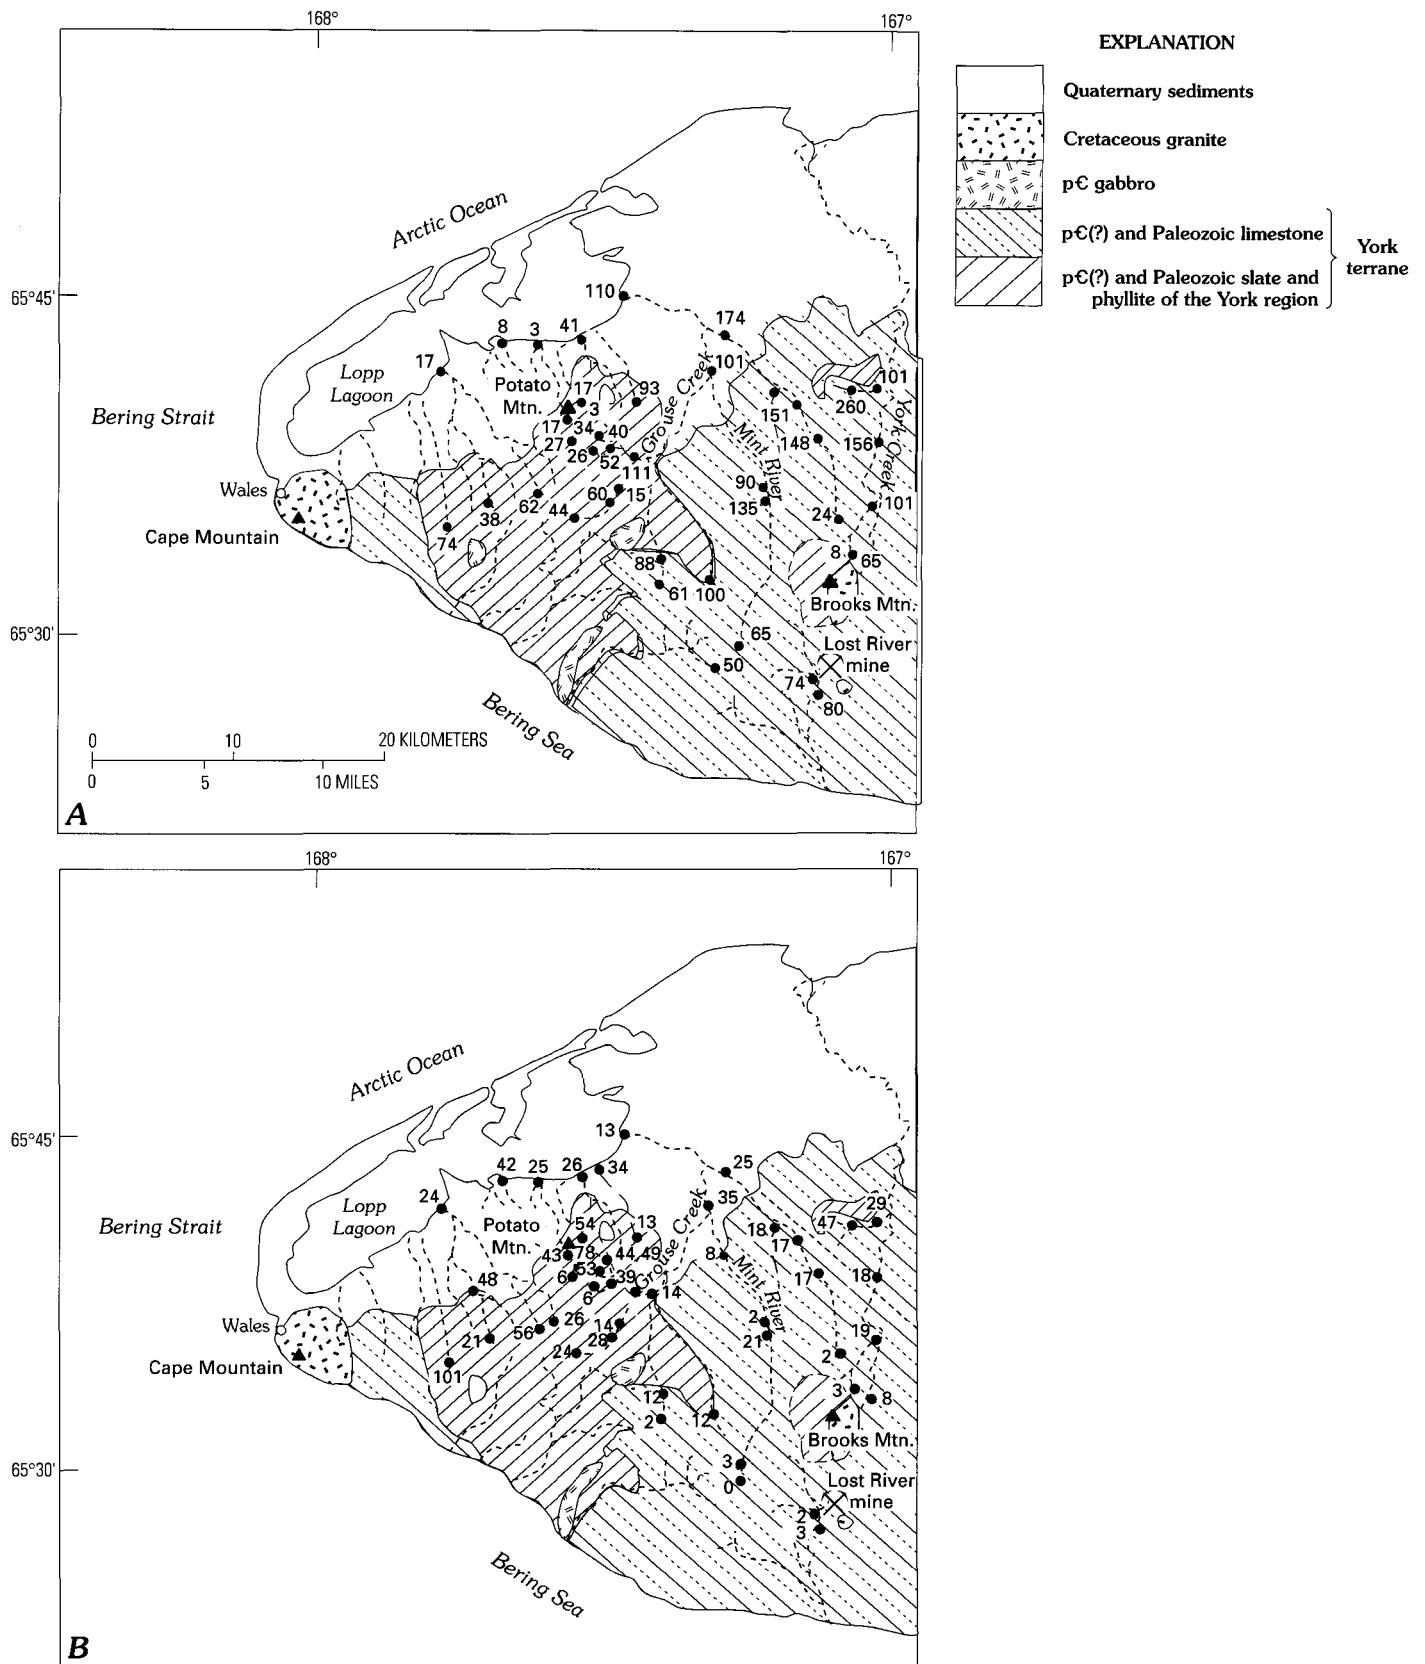 168°
167°
EXPLANATION
Quaternary sediments
Cretaceous granite
p€ gabbro
p€(?) and Paleozoic limestone
p€(?) and Paleozoic slate and
phyllite of the York region
York
terrane
Arctic Ocean
65°45'
110
174
8
3
41
101
17
Lopp
Lagoon
Potato
Mtn.
17
3
93
Grouse Creek
101
260
151
York Creek
Bering Strait
17
34
40
27
26
52
Mint River
148
156
111
Wales
90
60
15
135
101
62
44
24
38
Cape Mountain
74
8
65
88
61
100
Brooks Mtn.
65°30'
65
Lost River
mine
50
74
80
Bering Sea
0
10
20 KILOMETERS
0
5
10 MILES
A
168°
167°
Arctic Ocean
65°45'
13
42
25
26
34
25
24
35
29
Lopp
Lagoon
Potato
Mtn.
54
13
Grouse Creek
18
47
Bering Strait
17
43
78
44
49
8
Mint River
53
6
39
17
18
48
6
14
Wales
26
14
2
19
56
28
21
21
24
2
Cape Mountain
101
3
8
12
12
2
Brooks Mtn.
65°30'
3
0
Lost River
mine
2
3
Bering Sea
B